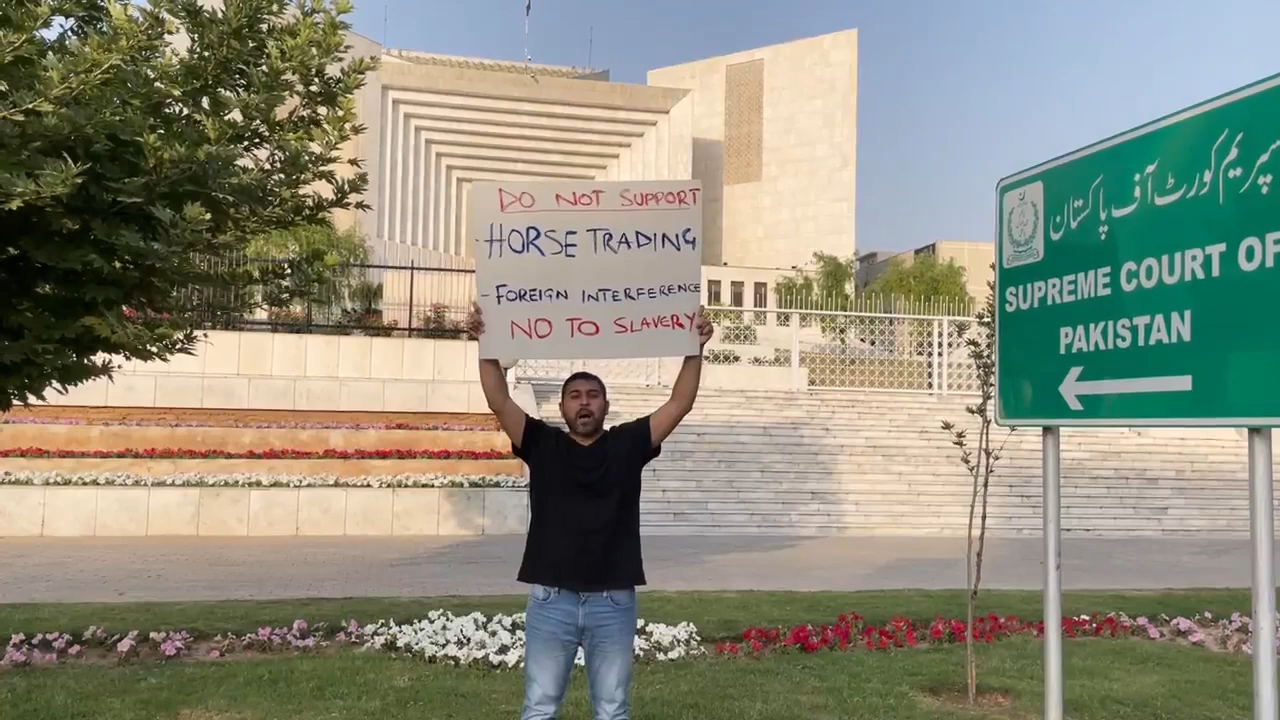 DO NOT SUPPORT
- HORSE TRADING
- FOREIGN INTERFERENCE
NO TO SLAVERY
سپریم کورٹ آف پاکستان
SUPREME COURT OF
PAKISTAN